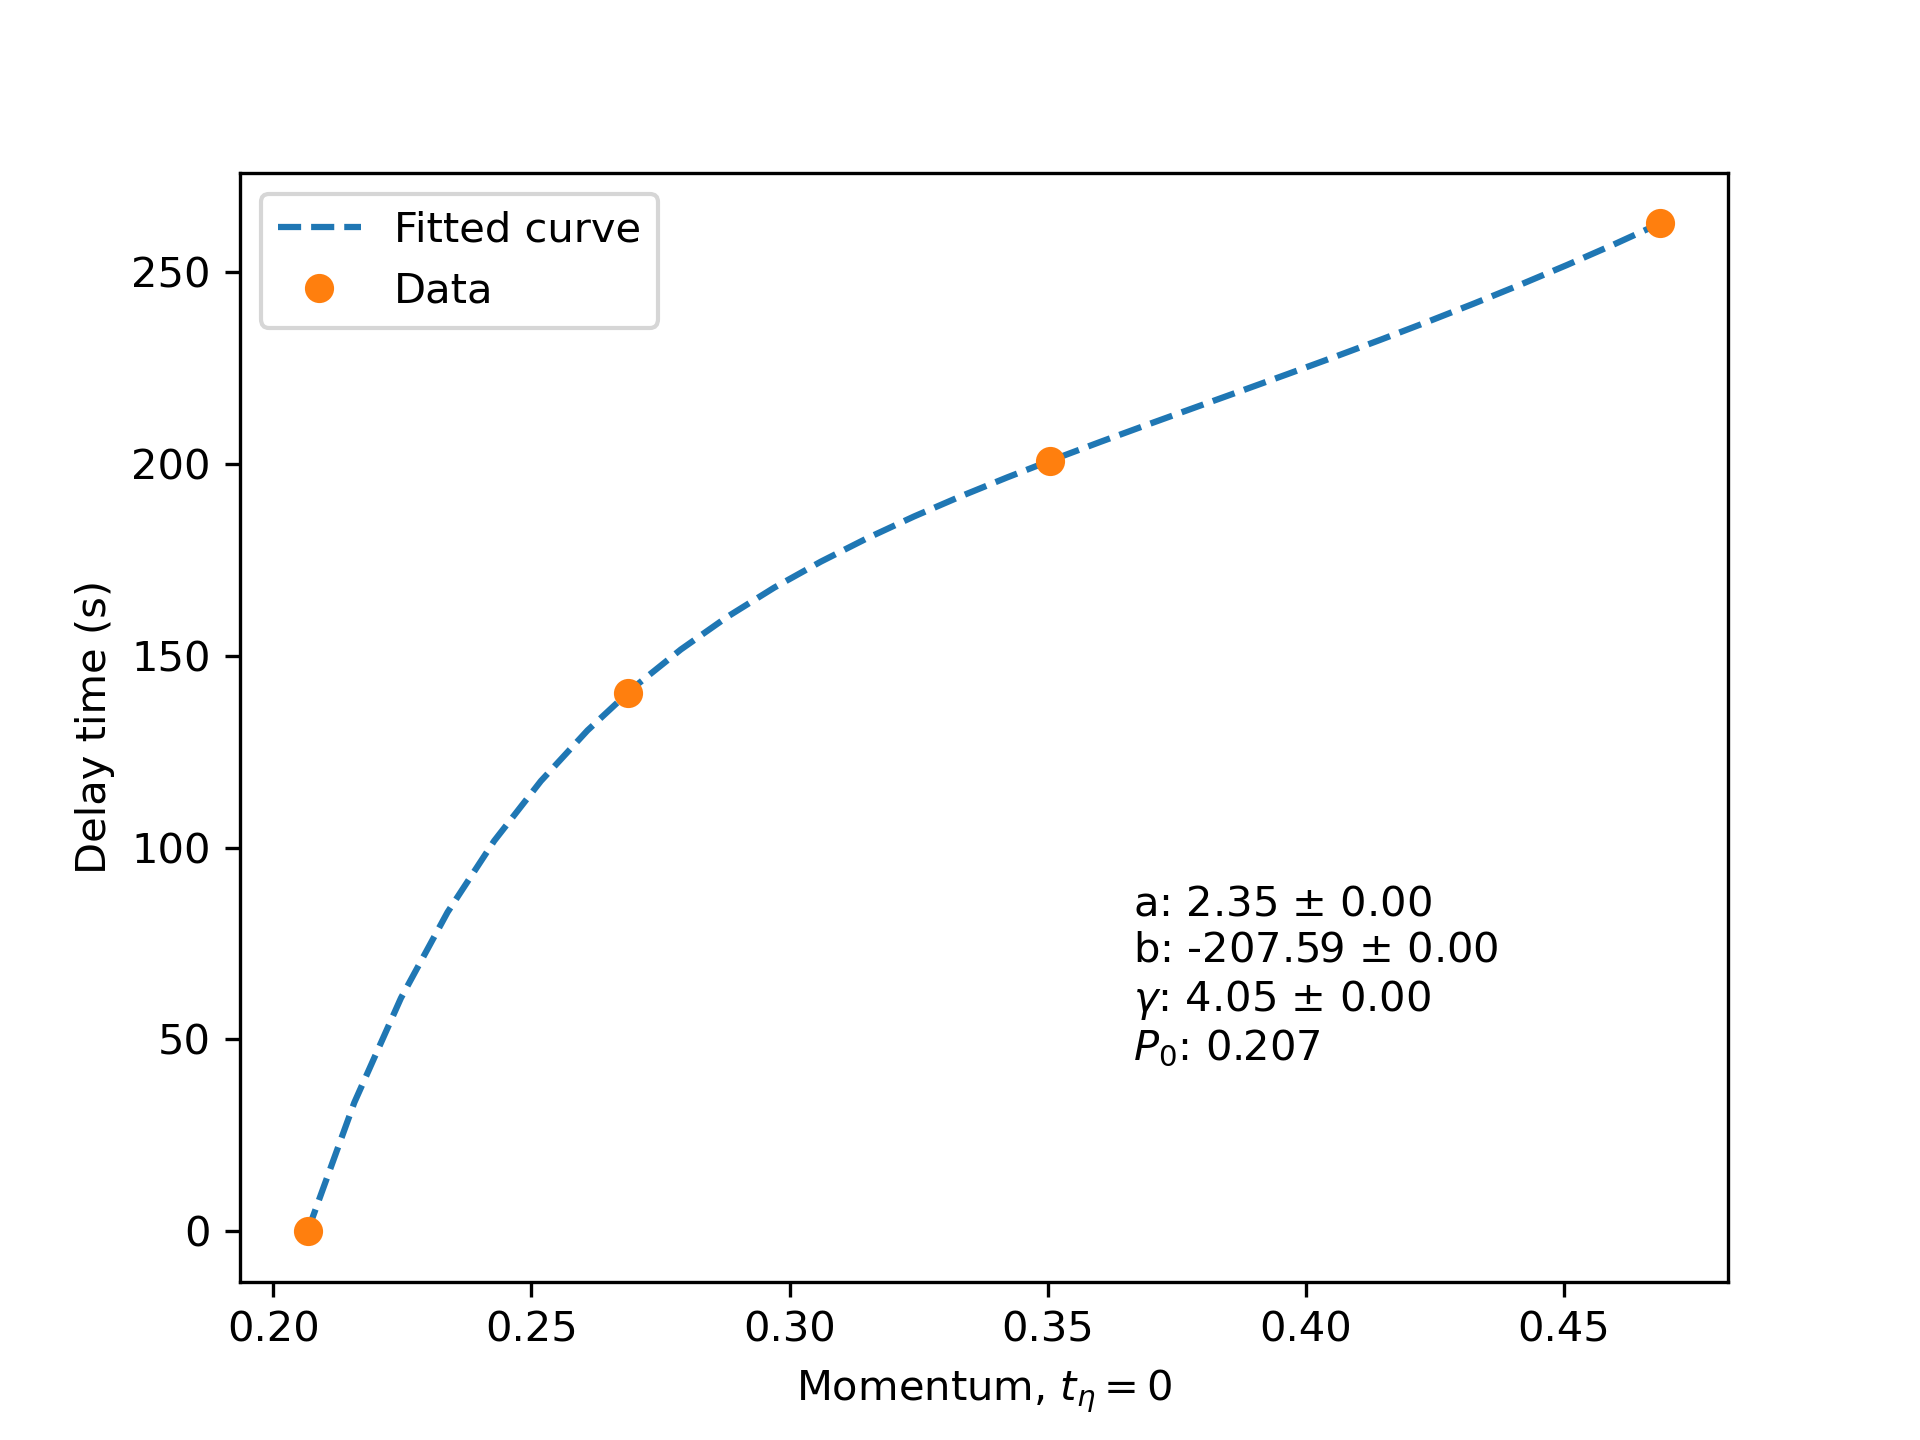 Fitted curve
Data
250
200
150
100
50
0
Delay time (s)
a: 2.35 ± 0.00
b: -207.59 ± 0.00
γ: 4.05 ± 0.00
P₀: 0.207
0.20 0.25 0.30 0.35 0.40 0.45
Momentum, tη = 0